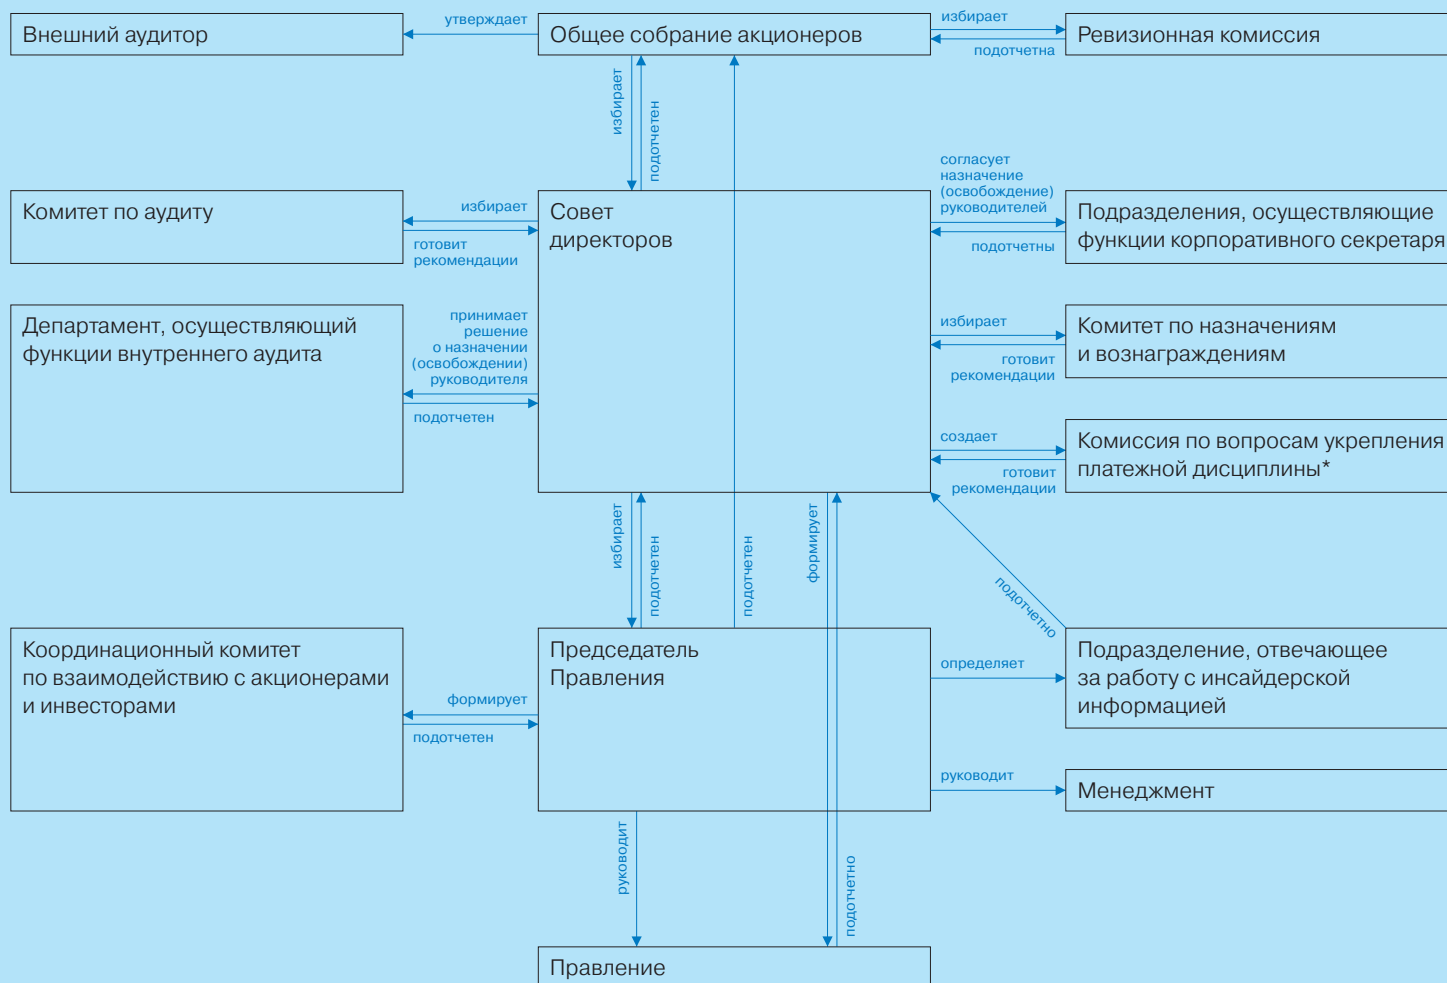 Внешний аудитор
утверждает
Общее собрание акционеров
избирает
подотчетна
Ревизионная комиссия
избирает
подотчетен
Комитет по аудиту
избирает
готовит
рекомендации
Совет
директоров
согласует
назначение
(освобождение)
руководителей
подотчетны
Подразделения, осуществляющие
функции корпоративного секретаря
Департамент, осуществляющий
функции внутреннего аудита
принимает
решение
о назначении
(освобождении)
руководителя
подотчетен
избирает
готовит
рекомендации
Комитет по назначениям
и вознаграждениям
создает
готовит
рекомендации
Комиссия по вопросам укрепления
платежной дисциплины*
избирает
подотчетен
подотчетен
формирует
подотчетно
Координационный комитет
по взаимодействию с акционерами
и инвесторами
формирует
подотчетен
Председатель
Правления
определяет
Подразделение, отвечающее
за работу с инсайдерской
информацией
руководит
Менеджмент
руководит
подотчетно
Правление